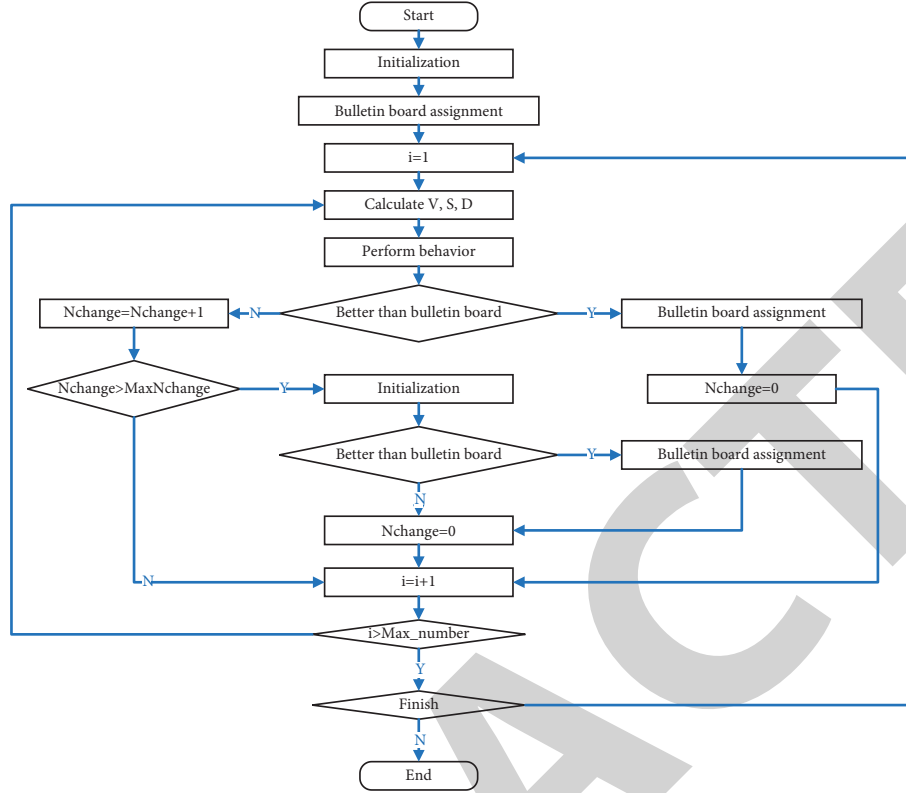 Start
Initialization
Bulletin board assignment
i=1
Calculate V, S, D
Perform behavior
Nchange=Nchange+1
N
Better than bulletin board
Y
Bulletin board assignment
Nchange>MaxNchange
Y
Initialization
Nchange=0
Better than bulletin board
Y
Bulletin board assignment
N
Nchange=0
N
i=i+1
i>Max_number
Y
Finish
N
End